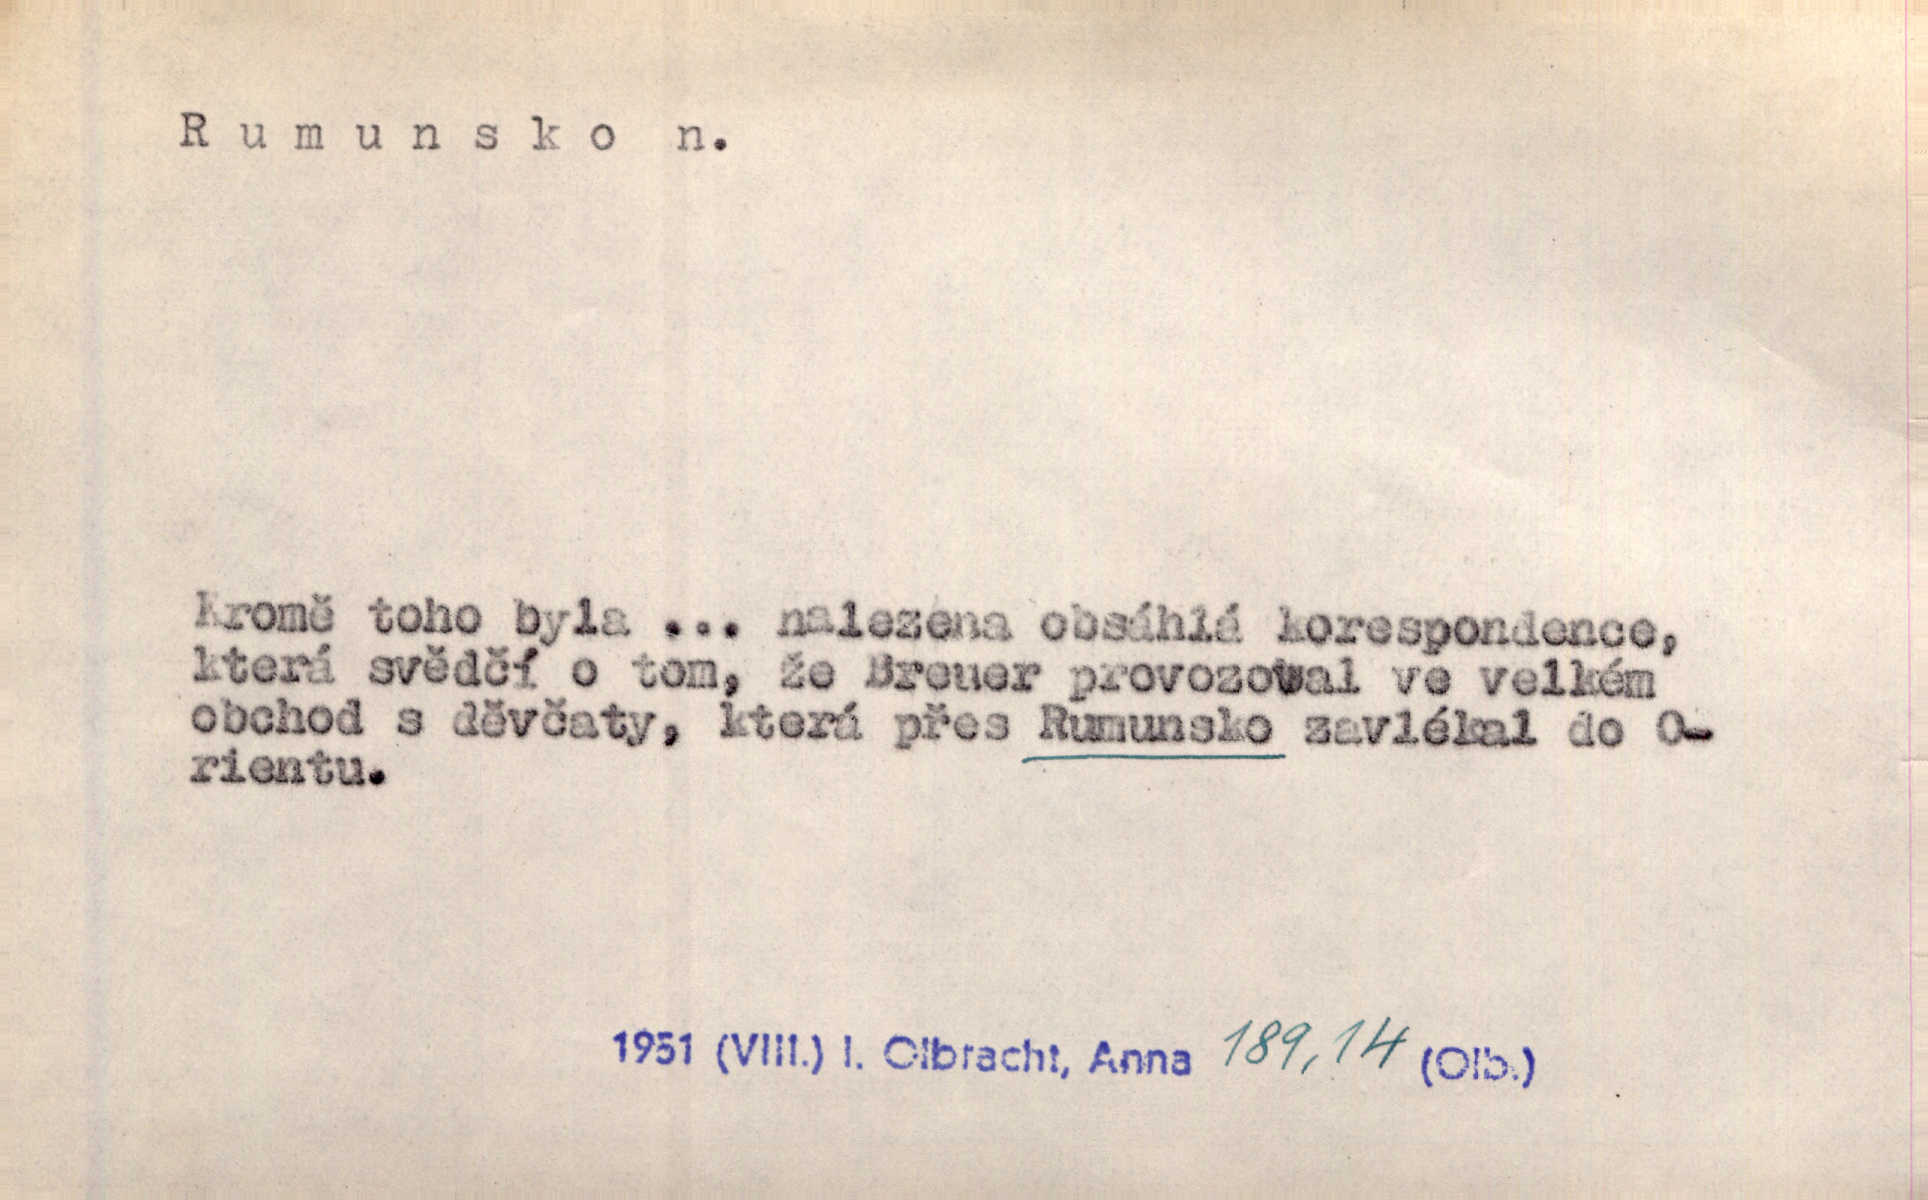 Rumunsko n.
Kromě toho byla ... nalezena obsáhlá korespondence,
která svědčí o tom, že Breuer provozoval ve velkém
obchod s děvčaty, která přes Rumunsko zavlékal do O-
rientu.
1951 (VIII.) I. Olbracht, Anna 189,14 (Olb.)